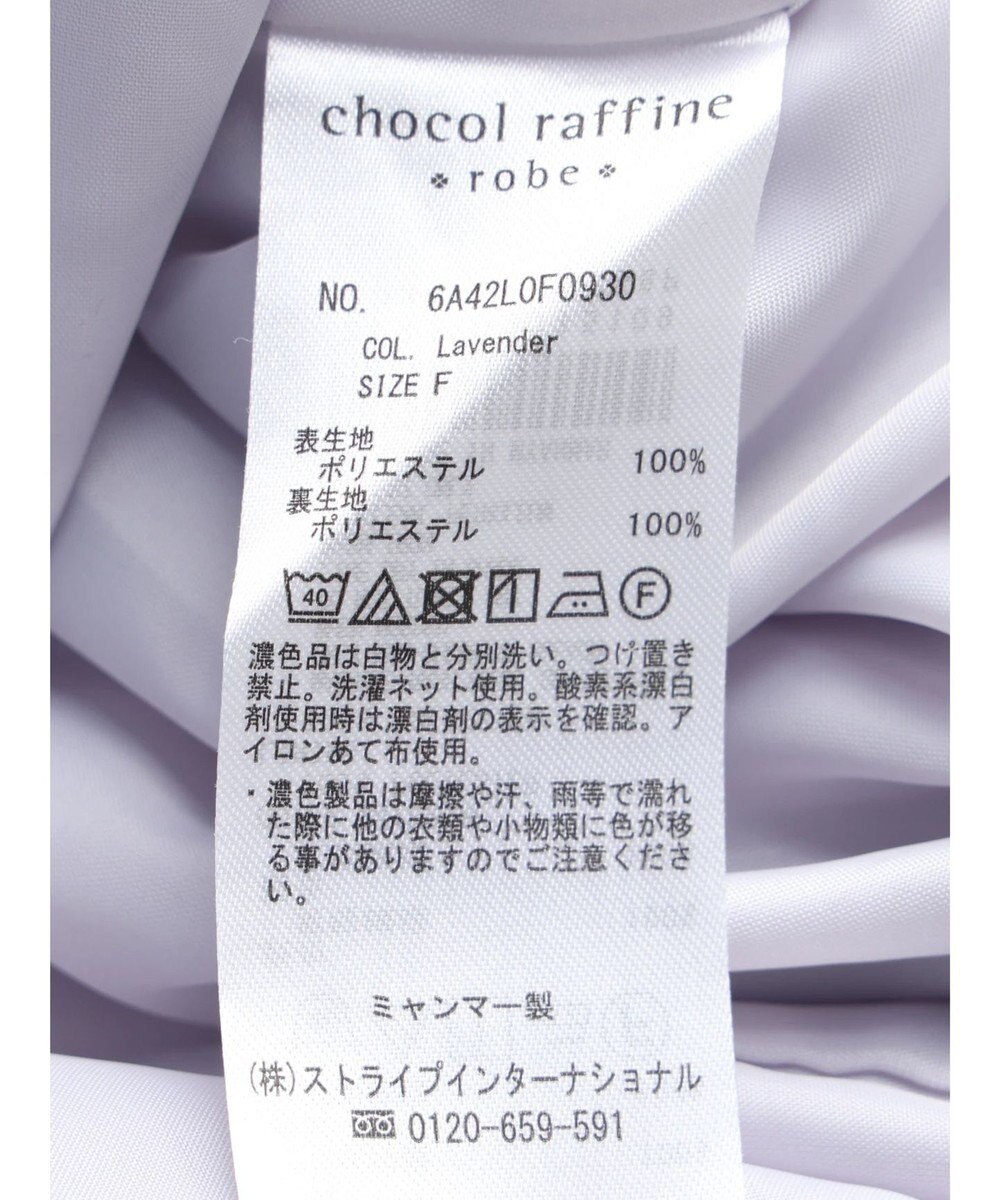 chocol raffine
robe
NO. 6A42L0F0930
COL. Lavender
SIZE F
表生地
ポリエステル 100%
裏生地
ポリエステル 100%
40 F
濃色品は白物と分別洗い。つけ置き
禁止。洗濯ネット使用。酸素系漂白
剤使用時は漂白剤の表示を確認。ア
イロンあて布使用。
・濃色製品は摩擦や汗、雨等で濡れ
た際に他の衣類や小物類に色が移
る事がありますのでご注意くださ
い。
ミャンマー製
(株)ストライプインターナショナル
0120-659-591